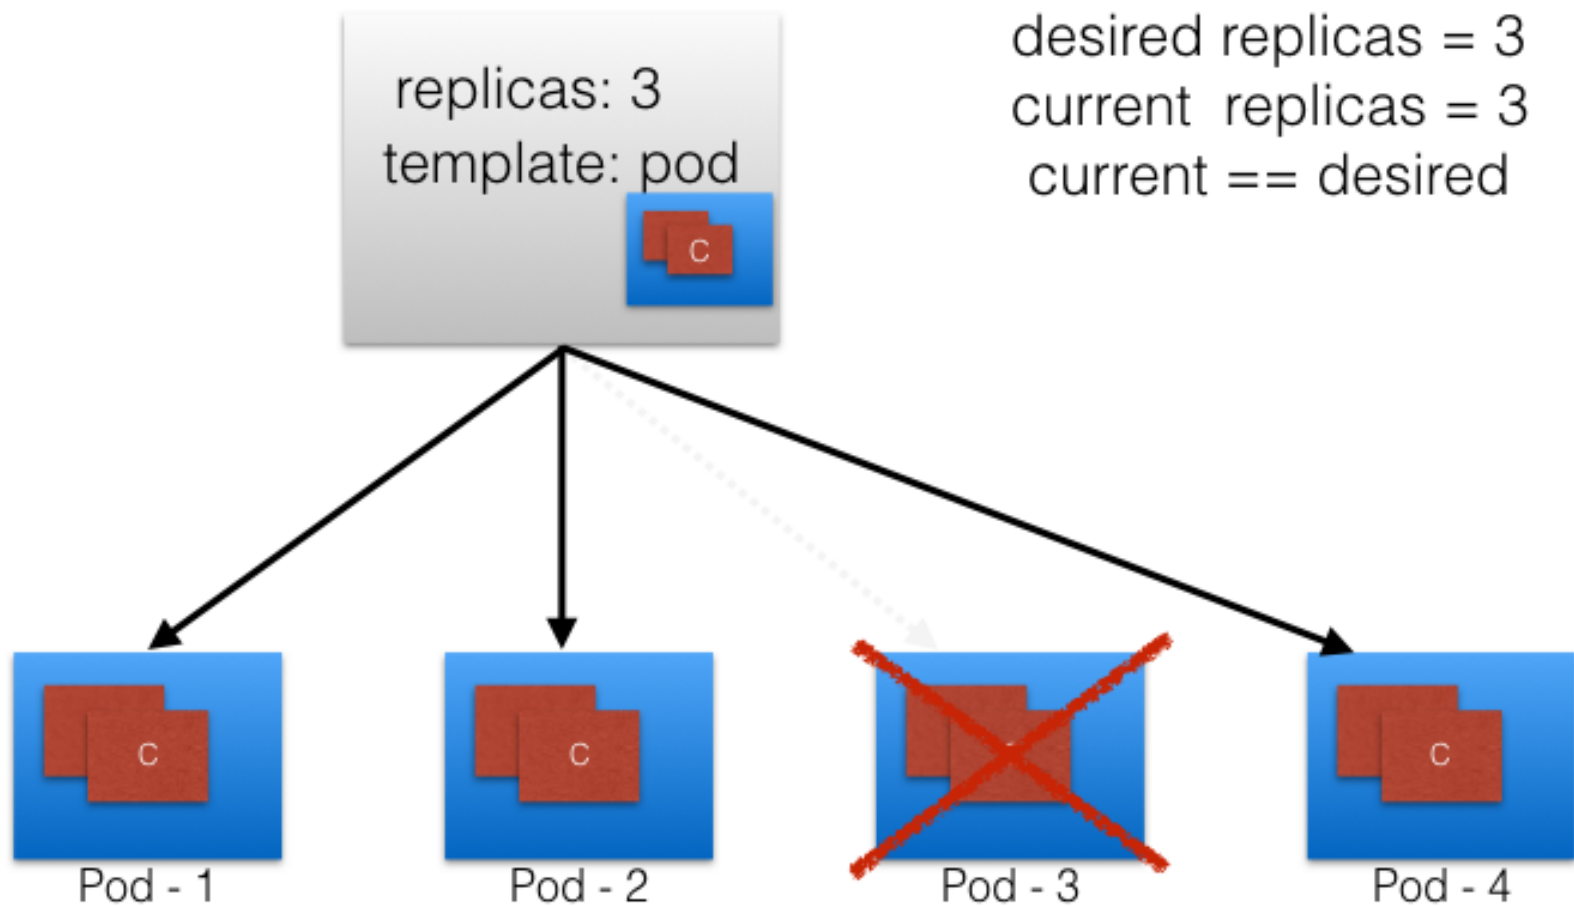 replicas: 3
template: pod
C
desired replicas = 3
current replicas = 3
current == desired
C
C
C
Pod - 1
Pod - 2
Pod - 3
Pod - 4